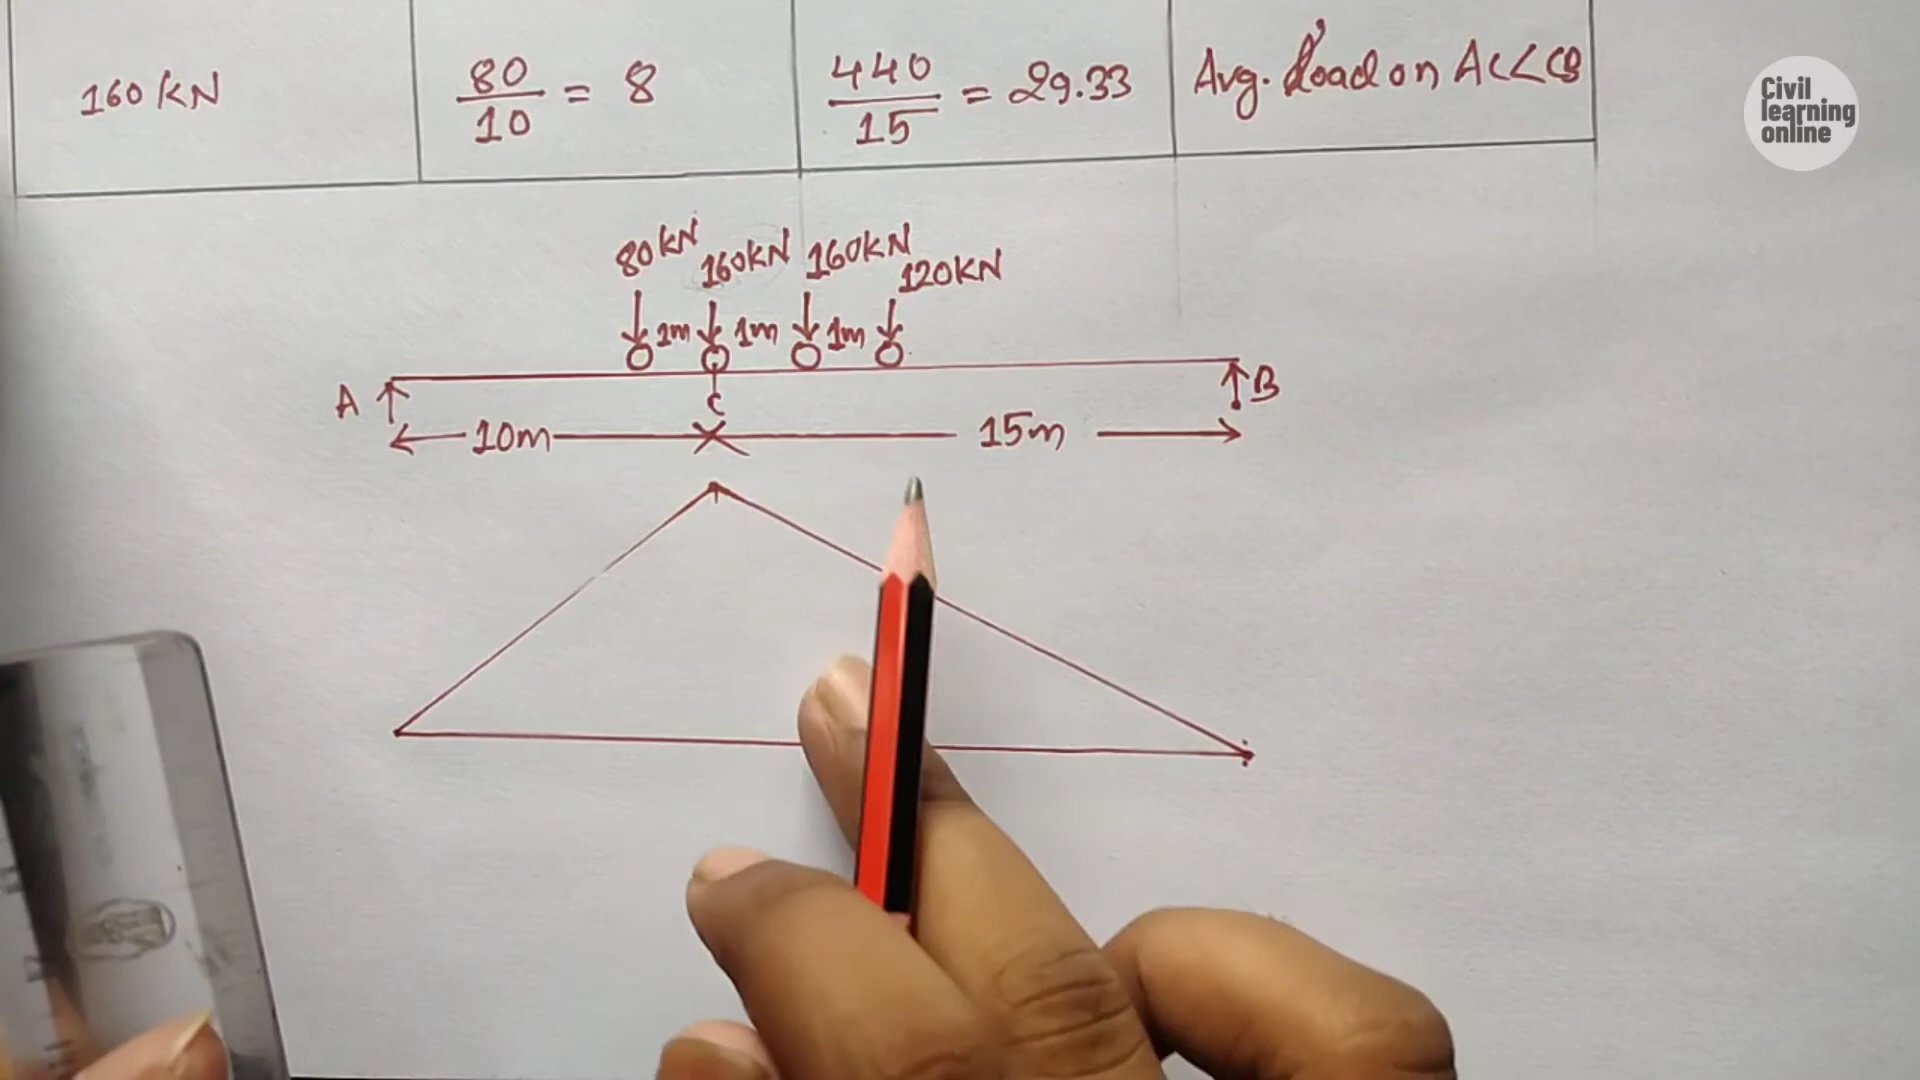 160 KN
80/10 = 8
440/15 = 29.33
Avg. Load on AC<CB
Civil
learning
online
80KN 160KN 160KN 120KN
1m 1m 1m
A B
C
10m 15m